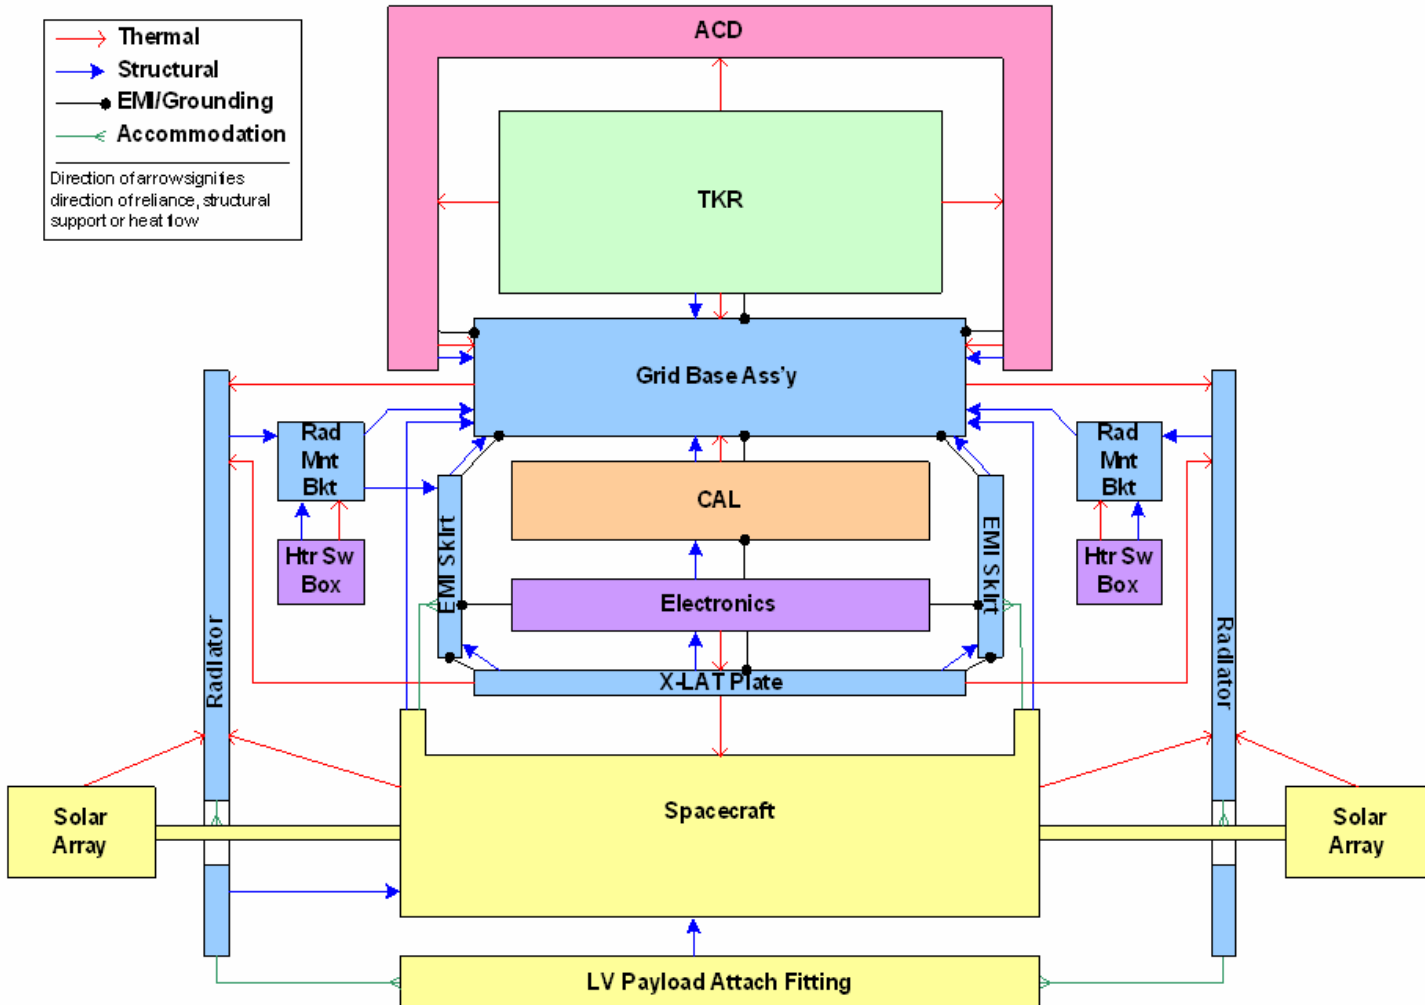 Thermal
Structural
EMI/Grounding
Accommodation
Direction of arrow signifies
direction of reliance, structural
support or heat flow
ACD
TKR
Grid Base Ass'y
Rad
Mnt
Bkt
Rad
Mnt
Bkt
CAL
Htr Sw
Box
Htr Sw
Box
EMI Skirt
EMI Skirt
Electronics
Radiator
Radiator
X-LAT Plate
Spacecraft
Solar
Array
Solar
Array
LV Payload Attach Fitting